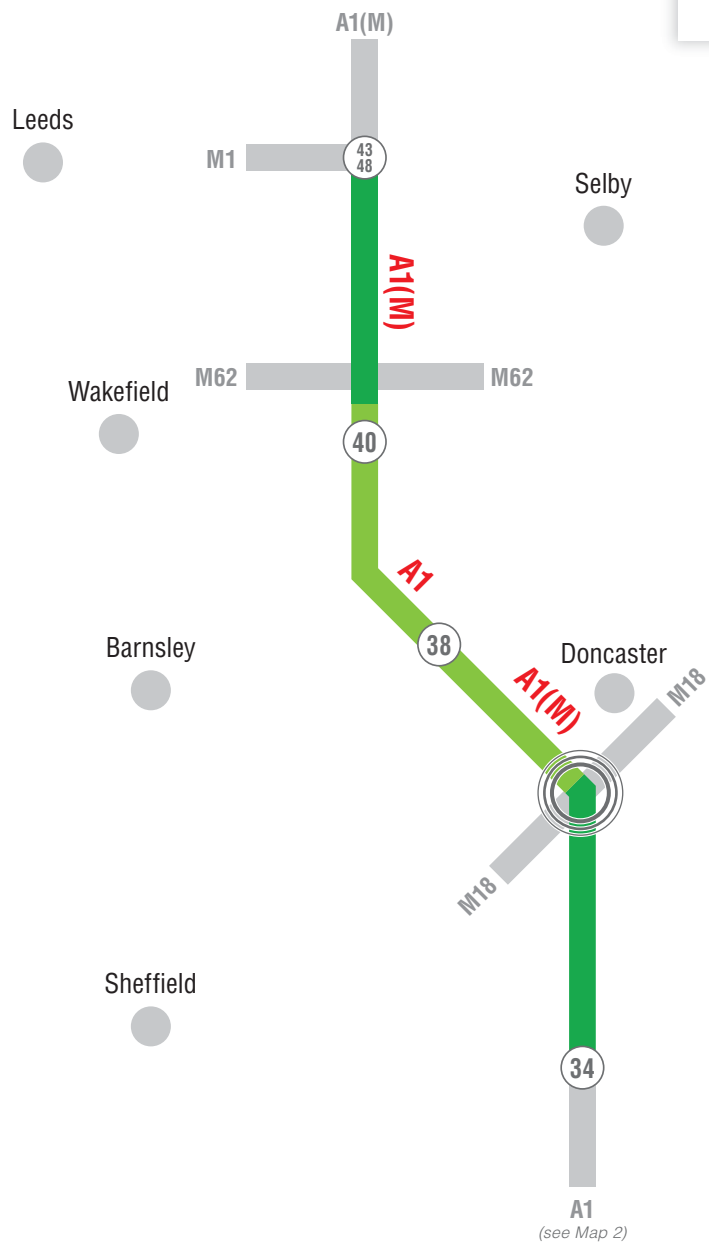 A1(M)
Leeds
M1
43
48
Selby
A1(M)
M62
M62
Wakefield
40
A1
38
Barnsley
Doncaster
A1(M)
M18
M18
Sheffield
34
A1
(see Map 2)